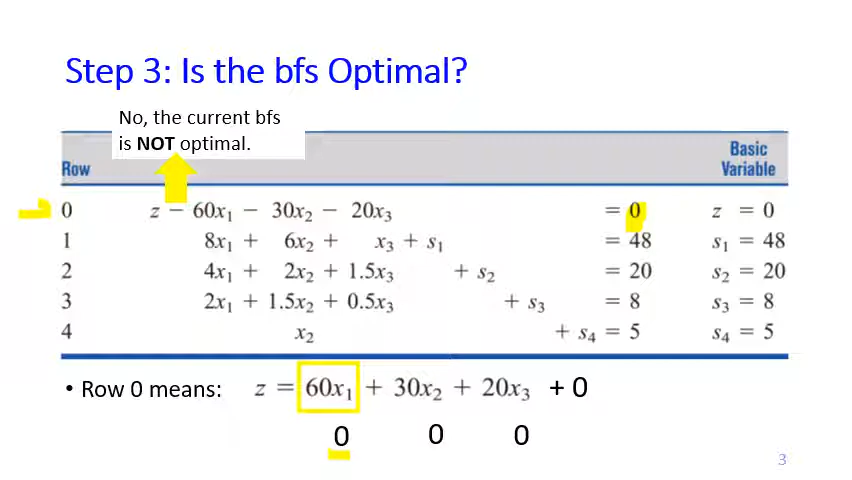 Step 3: Is the bfs Optimal?
No, the current bfs
is NOT optimal.
Row Basic Variable
0 z − 60x₁ − 30x₂ − 20x₃ = 0 z = 0
1 8x₁ + 6x₂ + x₃ + s₁ = 48 s₁ = 48
2 4x₁ + 2x₂ + 1.5x₃ + s₂ = 20 s₂ = 20
3 2x₁ + 1.5x₂ + 0.5x₃ + s₃ = 8 s₃ = 8
4 x₂ + s₄ = 5 s₄ = 5
• Row 0 means: z = 60x₁ + 30x₂ + 20x₃ + 0
0 0 0
3